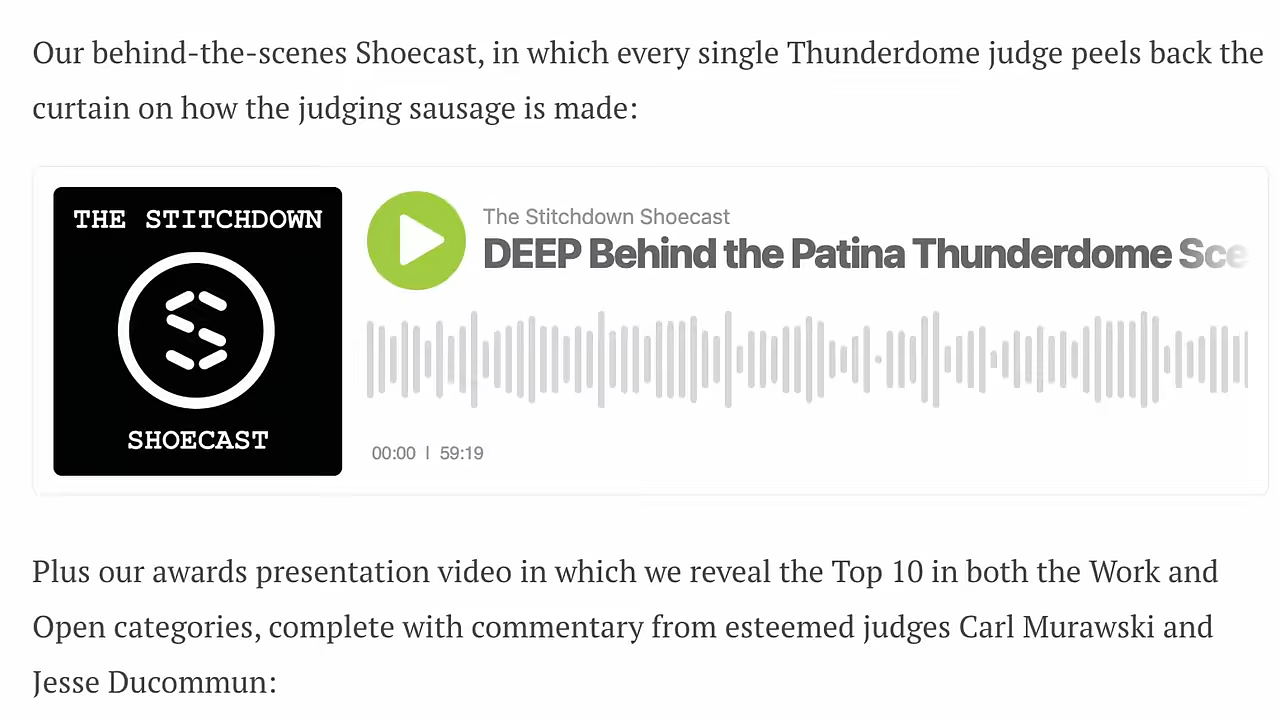 Our behind-the-scenes Shoecast, in which every single Thunderdome judge peels back the
curtain on how the judging sausage is made:
THE STITCHDOWN
S
SHOECAST
The Stitchdown Shoecast
DEEP Behind the Patina Thunderdome Sce
00:00 | 59:19
Plus our awards presentation video in which we reveal the Top 10 in both the Work and
Open categories, complete with commentary from esteemed judges Carl Murawski and
Jesse Ducommun: